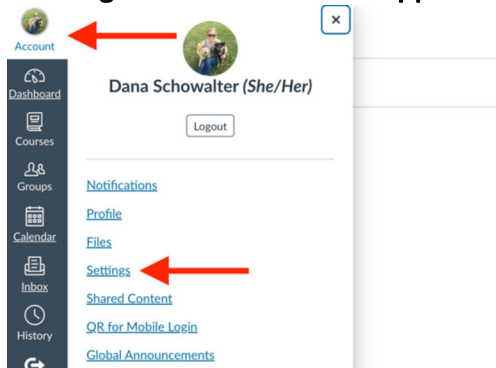 Account
Dashboard
Courses
Groups
Calendar
Inbox
History
×
Dana Schowalter (She/Her)
Logout
Notifications
Profile
Files
Settings
Shared Content
QR for Mobile Login
Global Announcements